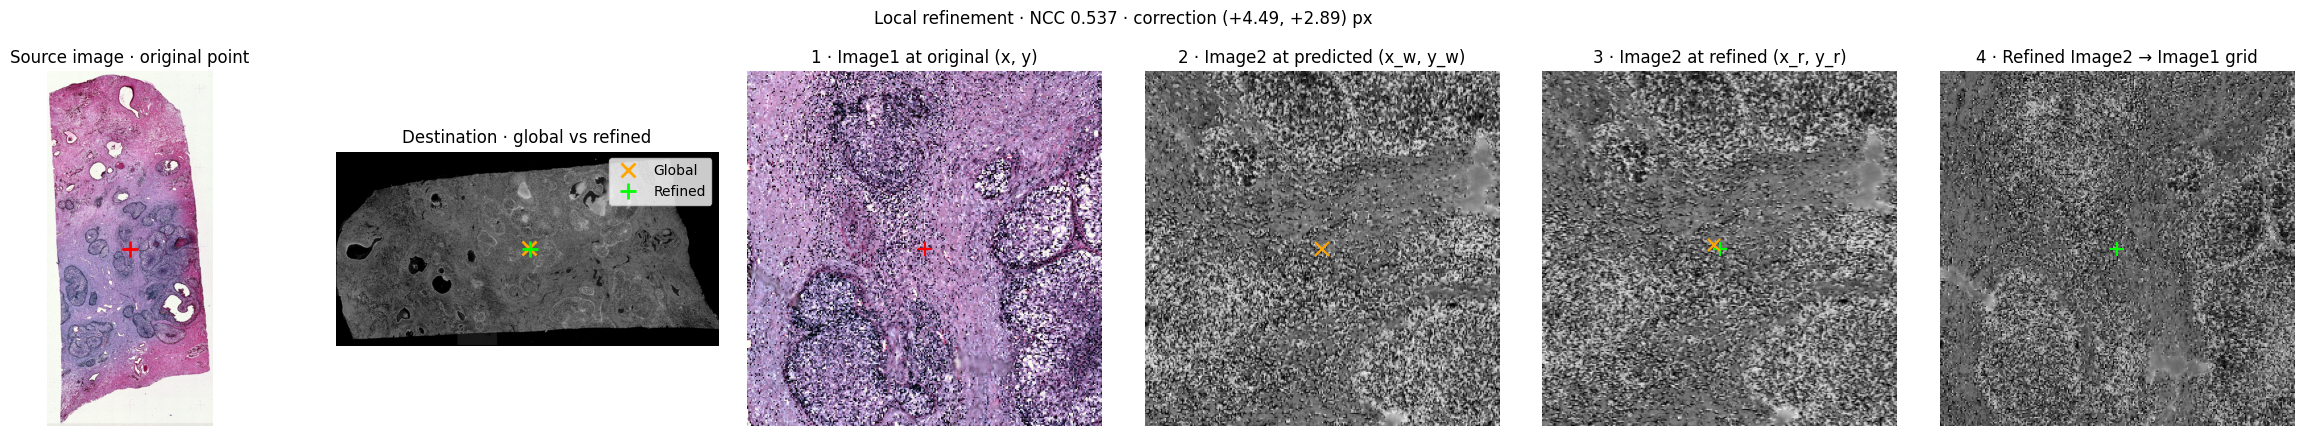 Local refinement · NCC 0.537 · correction (+4.49, +2.89) px
Source image · original point
Destination · global vs refined
Global
Refined
1 · Image1 at original (x, y)
2 · Image2 at predicted (x_w, y_w)
3 · Image2 at refined (x_r, y_r)
4 · Refined Image2 → Image1 grid